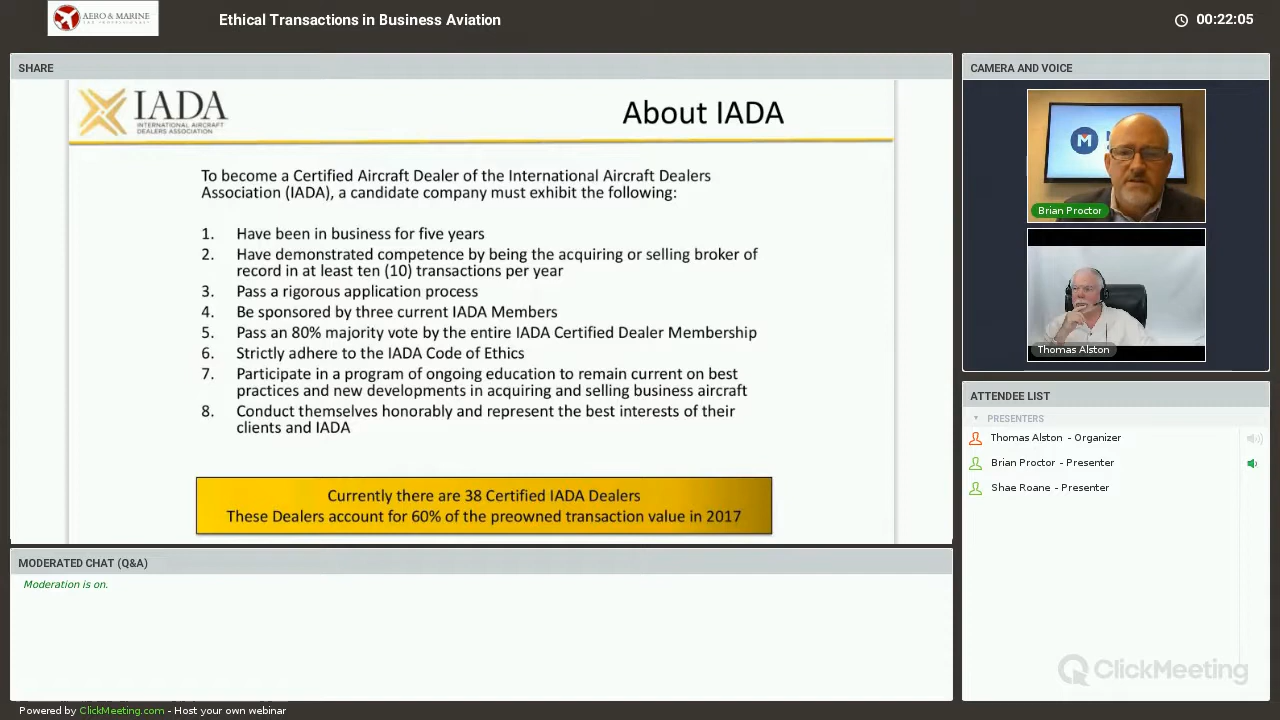 AERO & MARINE
Ethical Transactions in Business Aviation
00:22:05
SHARE
IADA
INTERNATIONAL AIRCRAFT
DEALERS ASSOCIATION
About IADA
To become a Certified Aircraft Dealer of the International Aircraft Dealers
Association (IADA), a candidate company must exhibit the following:
1. Have been in business for five years
2. Have demonstrated competence by being the acquiring or selling broker of
record in at least ten (10) transactions per year
3. Pass a rigorous application process
4. Be sponsored by three current IADA Members
5. Pass an 80% majority vote by the entire IADA Certified Dealer Membership
6. Strictly adhere to the IADA Code of Ethics
7. Participate in a program of ongoing education to remain current on best
practices and new developments in acquiring and selling business aircraft
8. Conduct themselves honorably and represent the best interests of their
clients and IADA
Currently there are 38 Certified IADA Dealers
These Dealers account for 60% of the preowned transaction value in 2017
CAMERA AND VOICE
M
Brian Proctor
Thomas Alston
ATTENDEE LIST
PRESENTERS
Thomas Alston - Organizer
Brian Proctor - Presenter
Shae Roane - Presenter
MODERATED CHAT (Q&A)
Moderation is on.
ClickMeeting
Powered by ClickMeeting.com - Host your own webinar